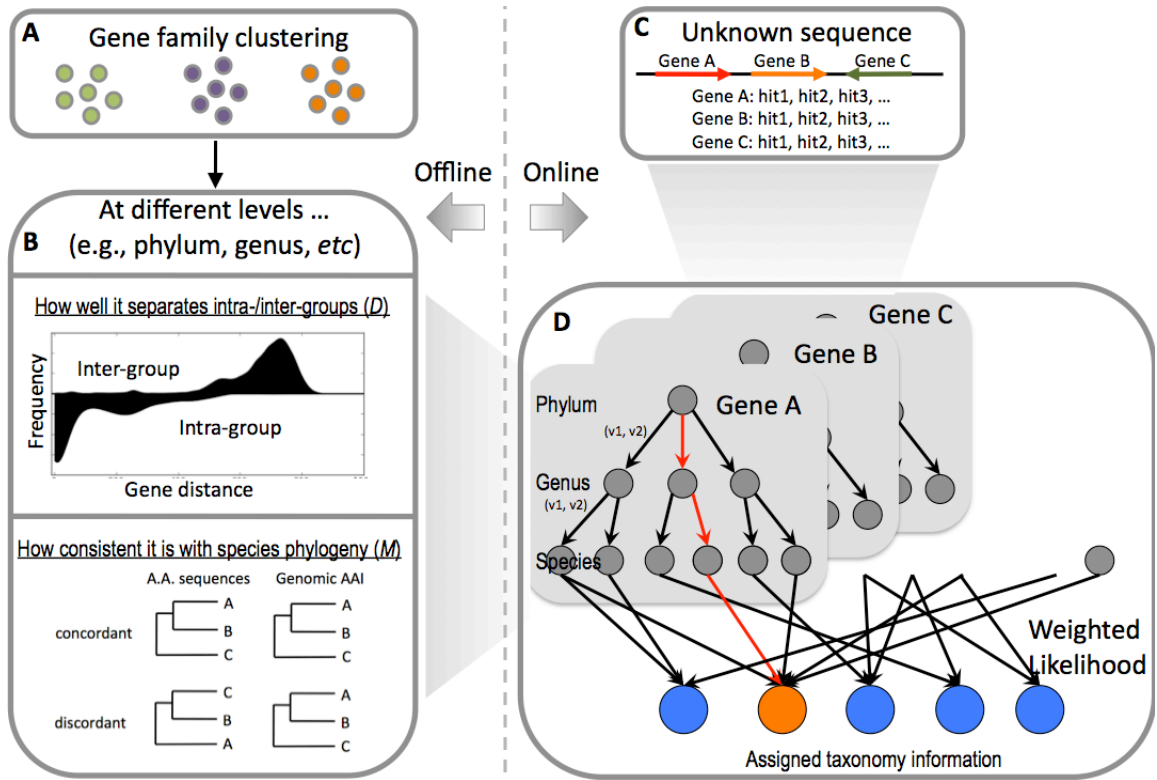 A
Gene family clustering
Offline
Online
B
At different levels …
(e.g., phylum, genus, etc)
How well it separates intra-/inter-groups (D)
Frequency
Inter-group
Intra-group
Gene distance
How consistent it is with species phylogeny (M)
A.A. sequences
Genomic AAI
concordant
A
B
C
A
B
C
discordant
C
B
A
A
B
C
C
Unknown sequence
Gene A
Gene B
Gene C
Gene A: hit1, hit2, hit3, …
Gene B: hit1, hit2, hit3, …
Gene C: hit1, hit2, hit3, …
D
Gene C
Gene B
Gene A
Phylum
(v1, v2)
Genus
(v1, v2)
Species
Weighted
Likelihood
Assigned taxonomy information